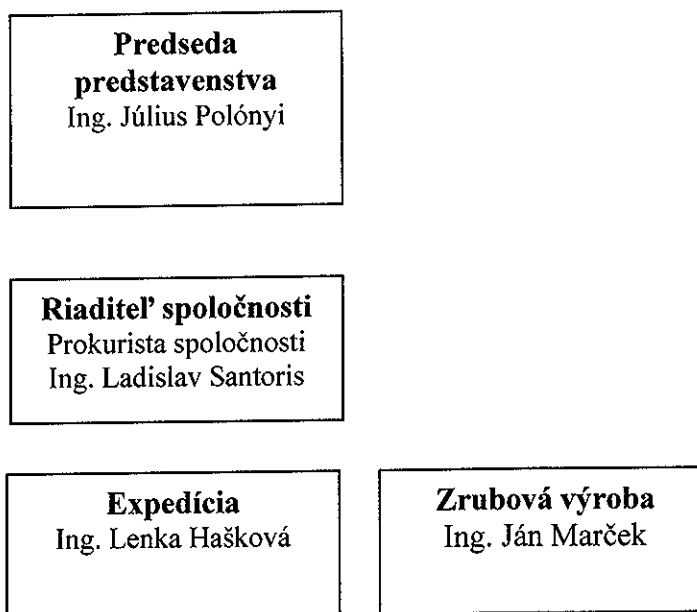 Predseda
predstavenstva
Ing. Július Polónyi
Riaditeľ spoločnosti
Prokurista spoločnosti
Ing. Ladislav Santoris
Expedícia
Ing. Lenka Hašková
Zrubová výroba
Ing. Ján Marček